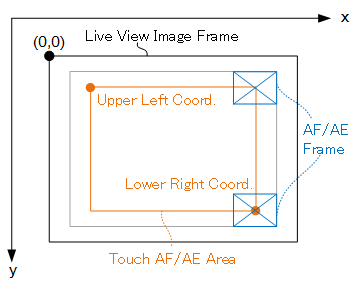 x
(0,0)
Live View Image Frame
Upper Left Coord.
AF/AE
Frame
Lower Right Coord.
Touch AF/AE Area
y